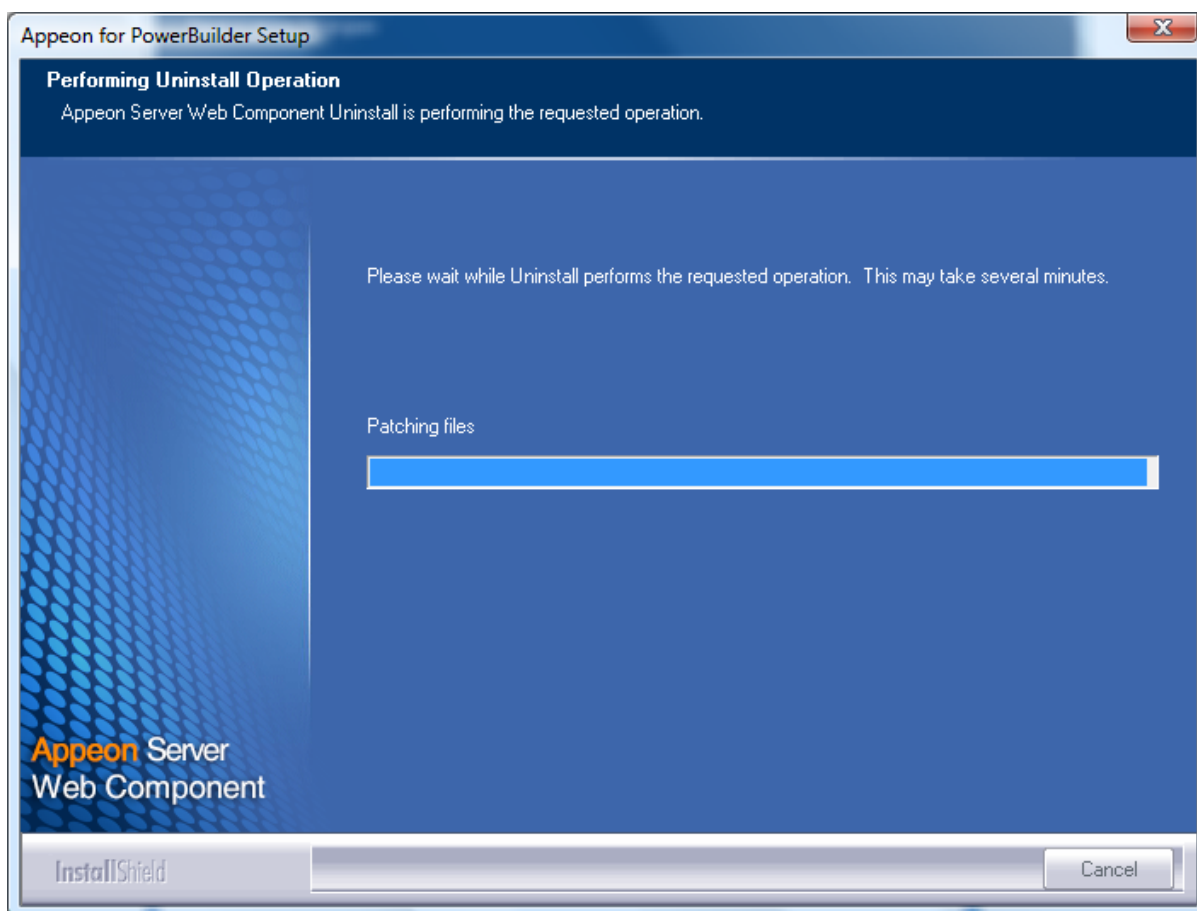 Appeon for PowerBuilder Setup
Performing Uninstall Operation
Appeon Server Web Component Uninstall is performing the requested operation.
Please wait while Uninstall performs the requested operation.  This may take several minutes.
Patching files
Appeon Server
Web Component
InstallShield
Cancel